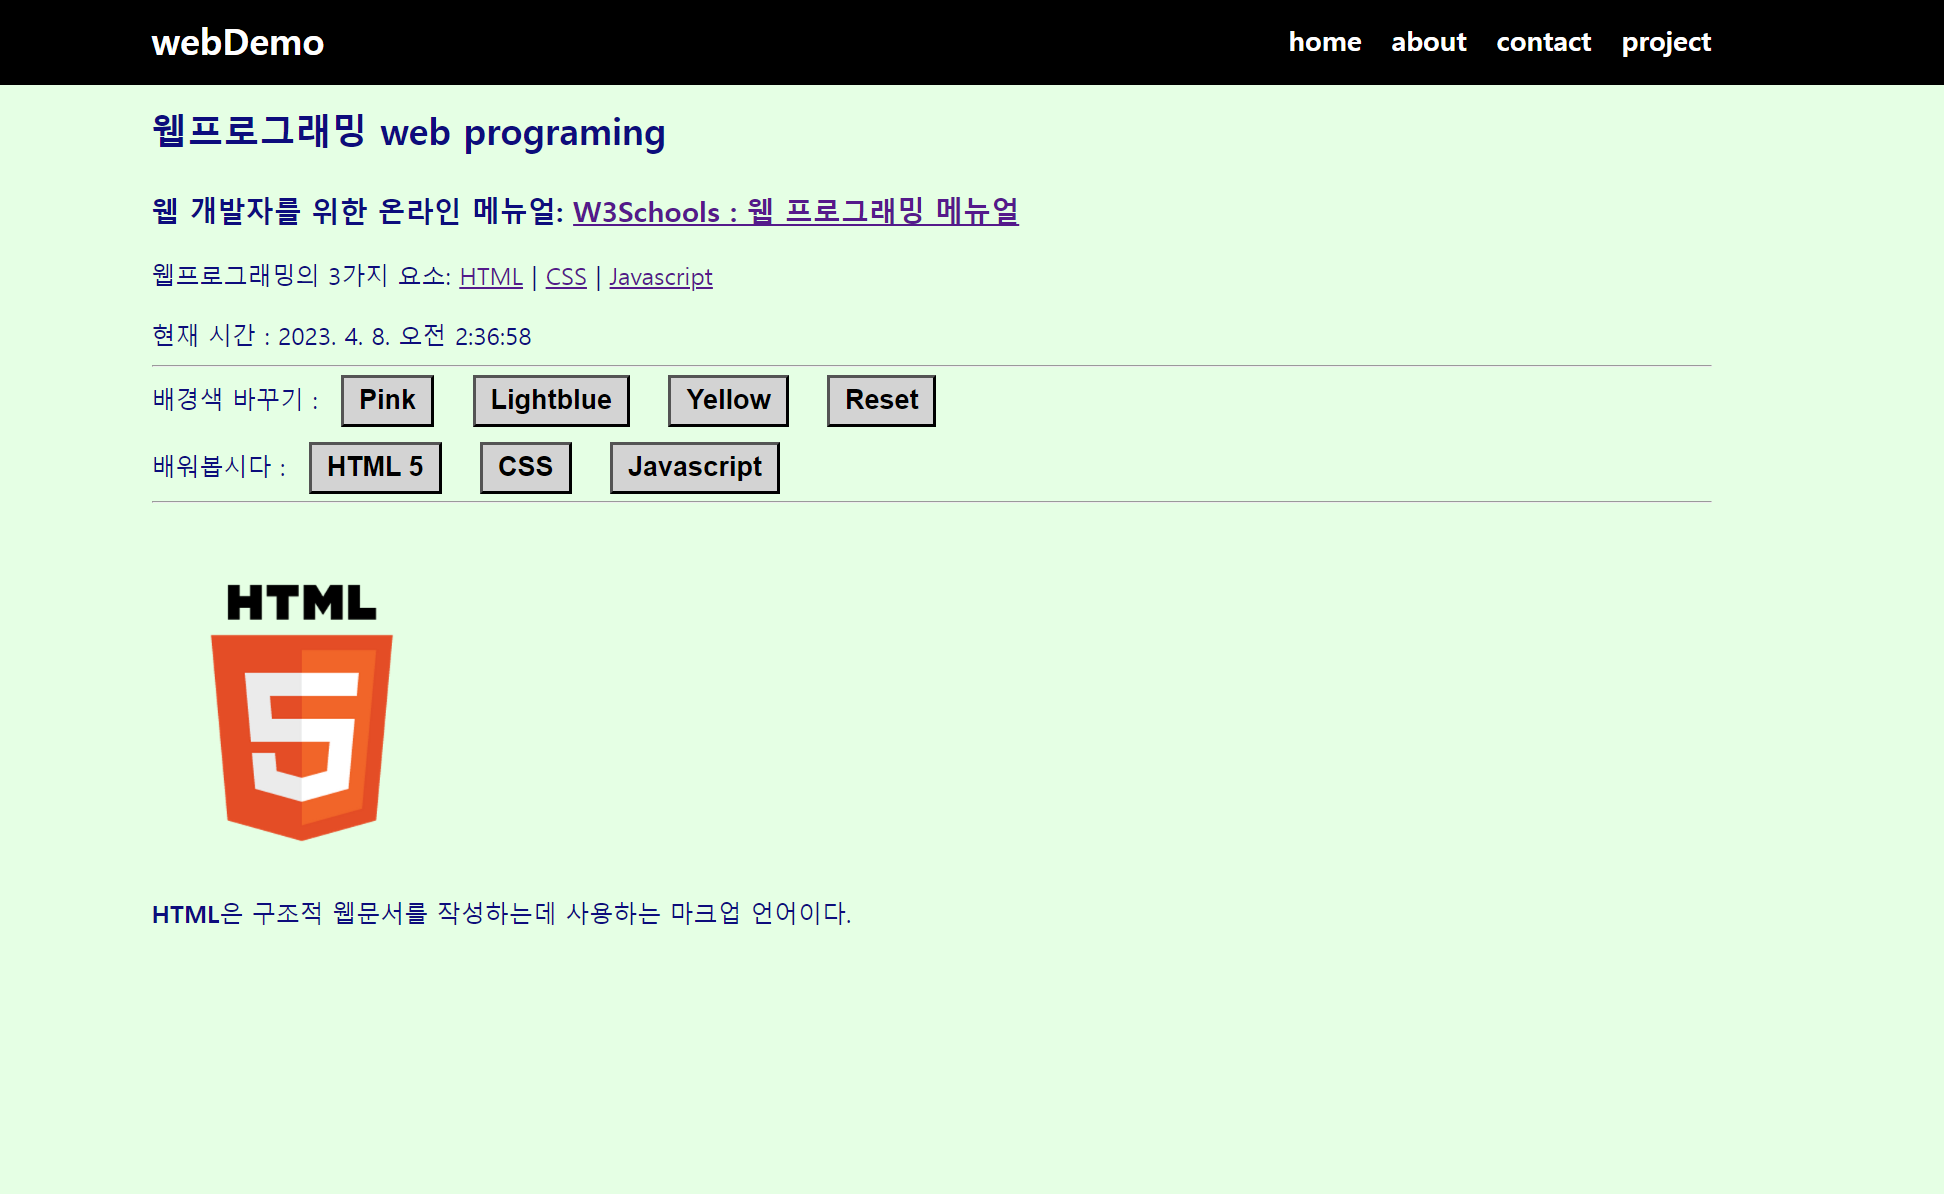 webDemo home about contact project
웹프로그래밍 web programing
웹 개발자를 위한 온라인 메뉴얼: W3Schools : 웹 프로그래밍 메뉴얼
웹프로그래밍의 3가지 요소: HTML | CSS | Javascript
현재 시간 : 2023. 4. 8. 오전 2:36:58
배경색 바꾸기 : Pink Lightblue Yellow Reset
배워봅시다 : HTML 5 CSS Javascript
HTML
5
HTML은 구조적 웹문서를 작성하는데 사용하는 마크업 언어이다.